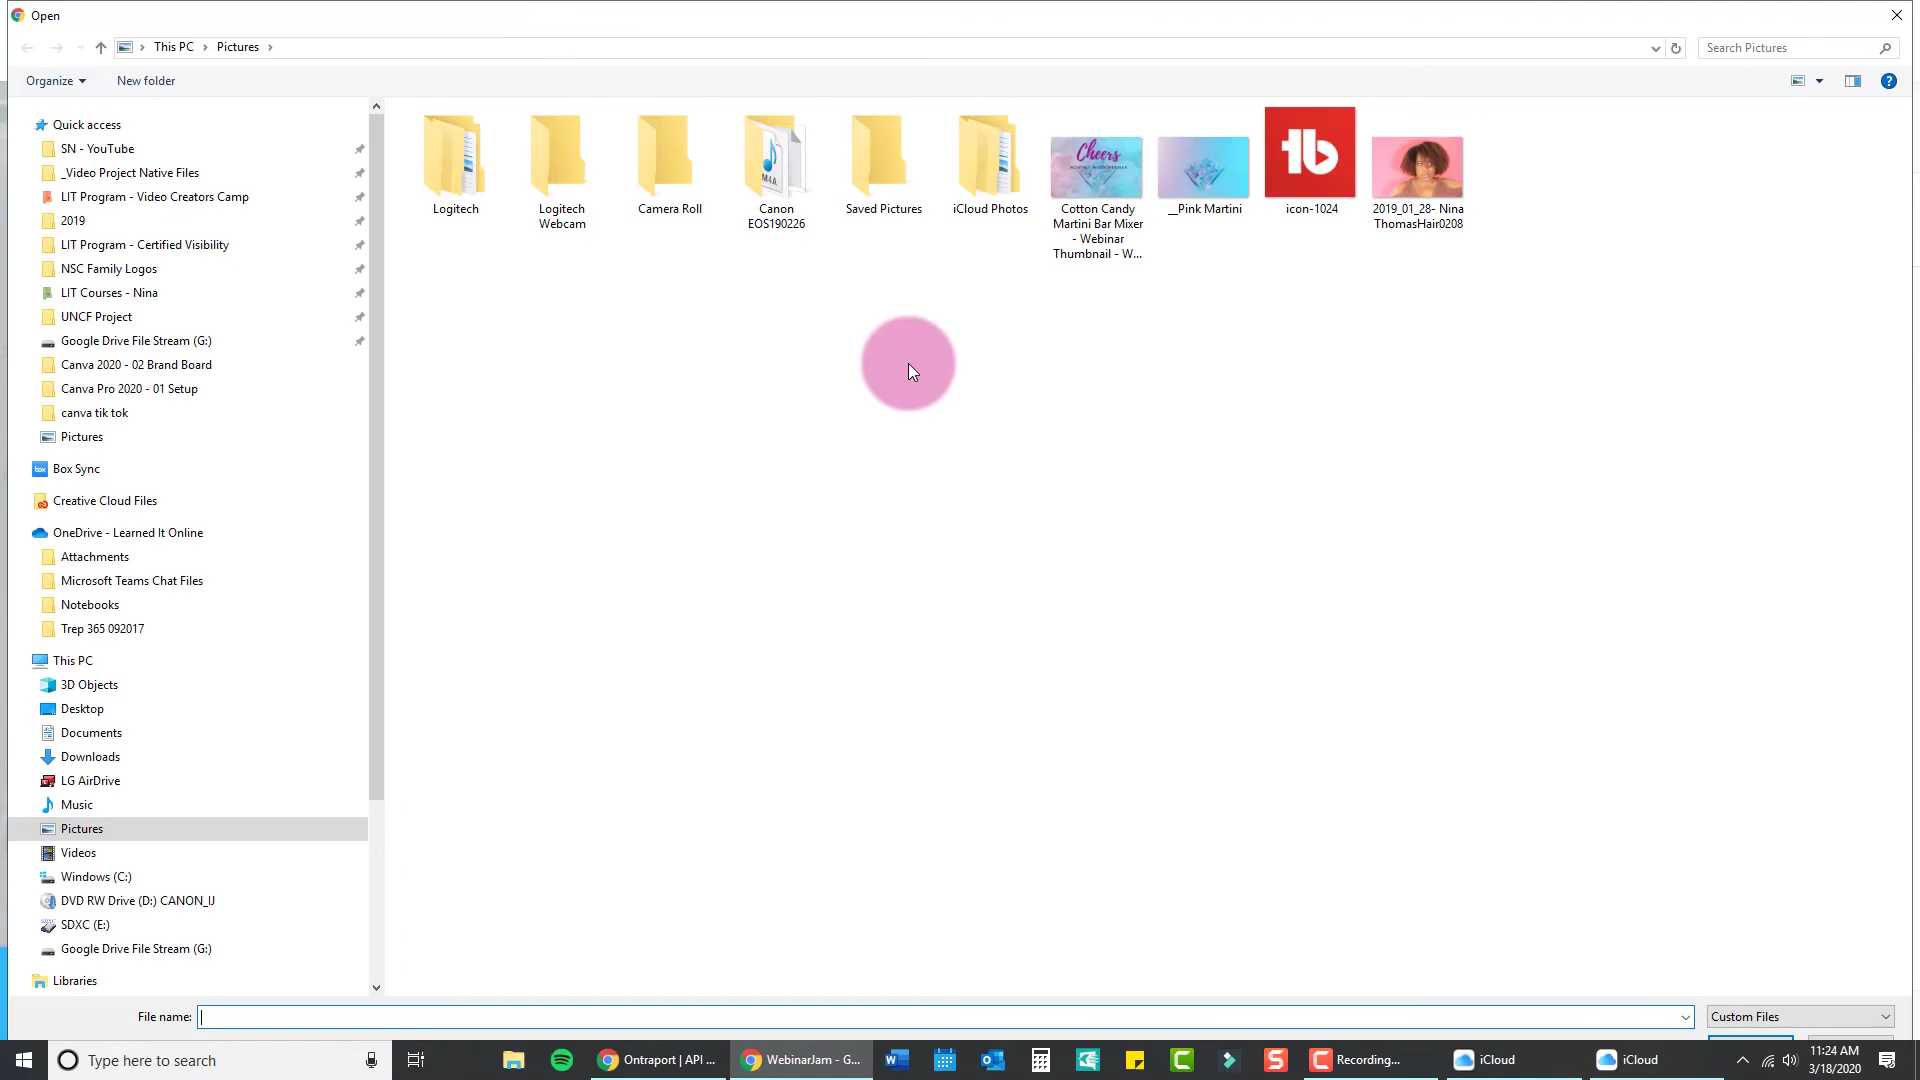 Open
This PC
Pictures
Search Pictures
Organize
New folder
Quick access
SN - YouTube
_Video Project Native Files
LIT Program - Video Creators Camp
2019
LIT Program - Certified Visibility
NSC Family Logos
LIT Courses - Nina
UNCF Project
Google Drive File Stream (G:)
Canva 2020 - 02 Brand Board
Canva Pro 2020 - 01 Setup
canva tik tok
Pictures
Box Sync
Creative Cloud Files
OneDrive - Learned It Online
Attachments
Microsoft Teams Chat Files
Notebooks
Trep 365 092017
This PC
3D Objects
Desktop
Documents
Downloads
LG AirDrive
Music
Pictures
Videos
Windows (C:)
DVD RW Drive (D:) CANON_IJ
SDXC (E:)
Google Drive File Stream (G:)
Libraries
Logitech
Logitech
Webcam
Camera Roll
M4A
Canon
EOS190226
Saved Pictures
iCloud Photos
Cheers
Cotton Candy
Martini Bar Mixer
- Webinar
Thumbnail - W...
__Pink Martini
icon-1024
2019_01_28- Nina
ThomasHair0208
File name:
Custom Files
Type here to search
Ontraport | API ...
WebinarJam - G...
Recording...
iCloud
iCloud
11:24 AM
3/18/2020